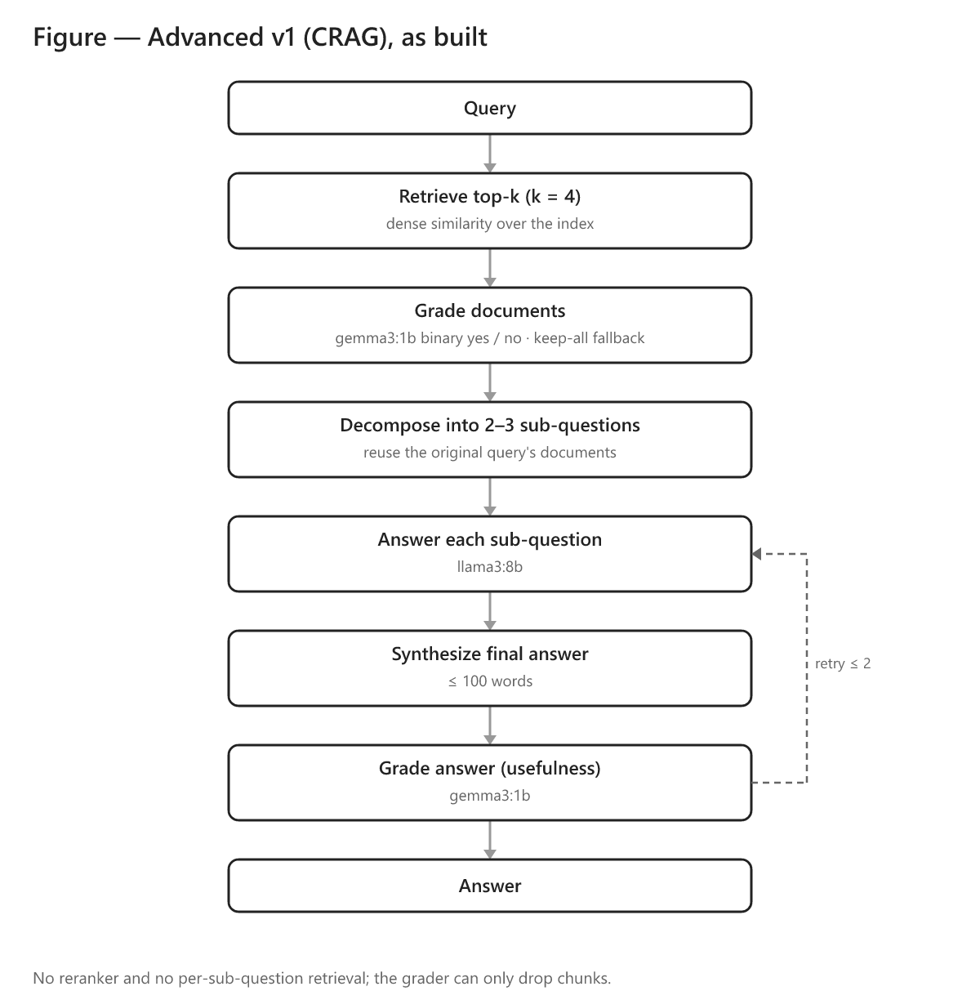 Figure — Advanced v1 (CRAG), as built
Query
Retrieve top-k (k = 4)
dense similarity over the index
Grade documents
gemma3:1b binary yes / no · keep-all fallback
Decompose into 2–3 sub-questions
reuse the original query's documents
Answer each sub-question
llama3:8b
Synthesize final answer
≤ 100 words
retry ≤ 2
Grade answer (usefulness)
gemma3:1b
Answer
No reranker and no per-sub-question retrieval; the grader can only drop chunks.